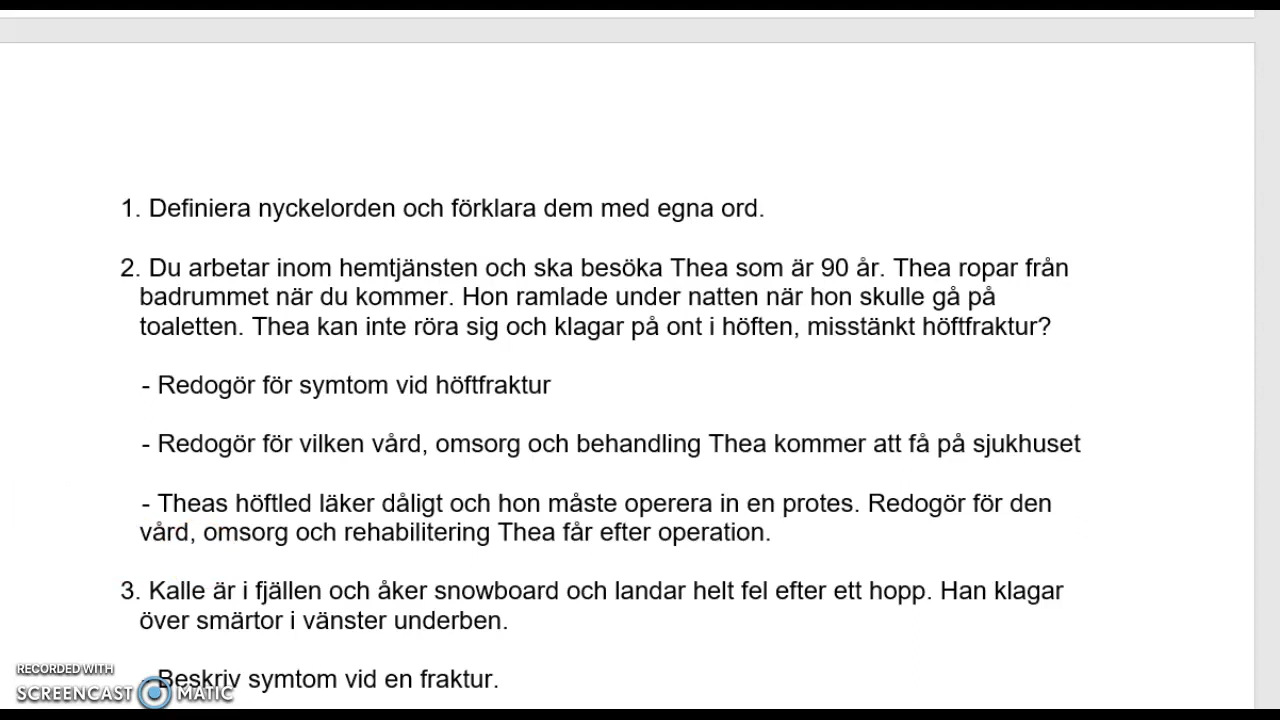 1. Definiera nyckelorden och förklara dem med egna ord.
2. Du arbetar inom hemtjänsten och ska besöka Thea som är 90 år. Thea ropar från
badrummet när du kommer. Hon ramlade under natten när hon skulle gå på
toaletten. Thea kan inte röra sig och klagar på ont i höften, misstänkt höftfraktur?
- Redogör för symtom vid höftfraktur
- Redogör för vilken vård, omsorg och behandling Thea kommer att få på sjukhuset
- Theas höftled läker dåligt och hon måste operera in en protes. Redogör för den
vård, omsorg och rehabilitering Thea får efter operation.
3. Kalle är i fjällen och åker snowboard och landar helt fel efter ett hopp. Han klagar
över smärtor i vänster underben.
- Beskriv symtom vid en fraktur.
RECORDED WITH
SCREENCAST MATIC